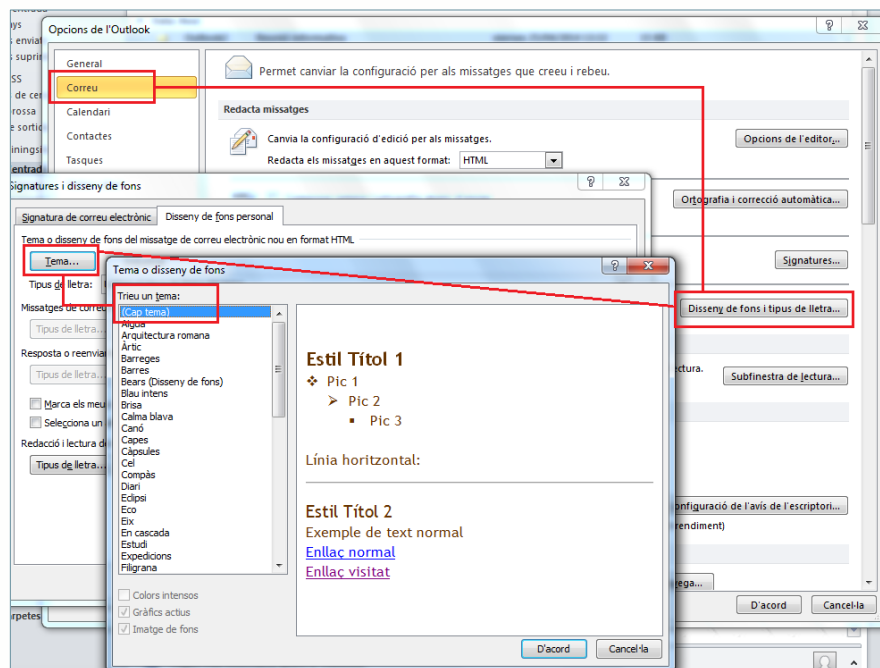 Opcions de l'Outlook
General
Correu
Calendari
Contactes
Tasques
Permet canviar la configuració per als missatges que creeu i rebeu.
Redacta missatges
Canvia la configuració d'edició per als missatges.
Opcions de l'editor...
Redacta els missatges en aquest format: HTML
Ortografia i correcció automàtica...
Signatures...
Disseny de fons i tipus de lletra...
Subfinestra de lectura...
onfiguració de l'avís de l'escriptori...
rendiment)
D'acord
Cancel·la
Signatures i disseny de fons
Signatura de correu electrònic
Disseny de fons personal
Tema o disseny de fons del missatge de correu electrònic nou en format HTML
Tema...
Tipus de lletra:
Missatges de correu
Tipus de lletra...
Resposta o reenvia
Tipus de lletra...
Marca els meu
Selecciona un
Redacció i lectura d
Tipus de lletra...
Tema o disseny de fons
Trieu un tema:
(Cap tema)
Aigua
Arquitectura romana
Àrtic
Barreges
Barres
Bears (Disseny de fons)
Blau intens
Brisa
Calma blava
Canó
Capes
Càpsules
Cel
Compàs
Diari
Eclipsi
Eco
Eix
En cascada
Estudi
Expedicions
Filigrana
Colors intensos
Gràfics actius
Imatge de fons
Estil Títol 1
Pic 1
Pic 2
Pic 3
Línia horitzontal:
Estil Títol 2
Exemple de text normal
Enllaç normal
Enllaç visitat
D'acord
Cancel·la